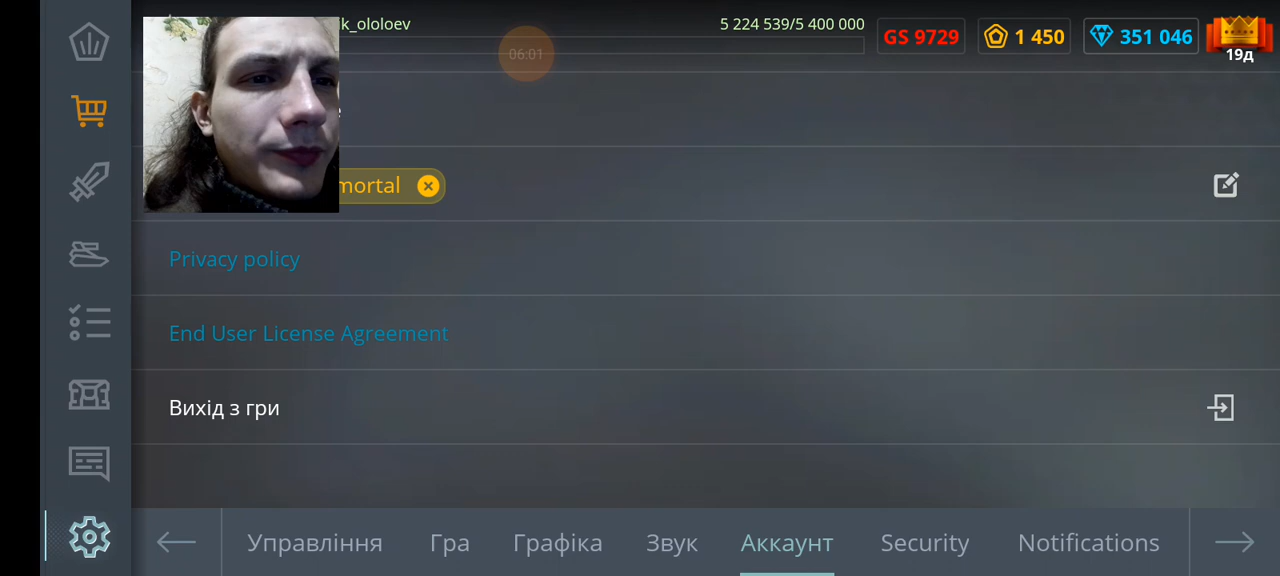 ik_ololoev
5 224 539/5 400 000
GS 9729
1 450
351 046
19д
06:01
mortal
Privacy policy
End User License Agreement
Вихід з гри
Управління
Гра
Графіка
Звук
Аккаунт
Security
Notifications